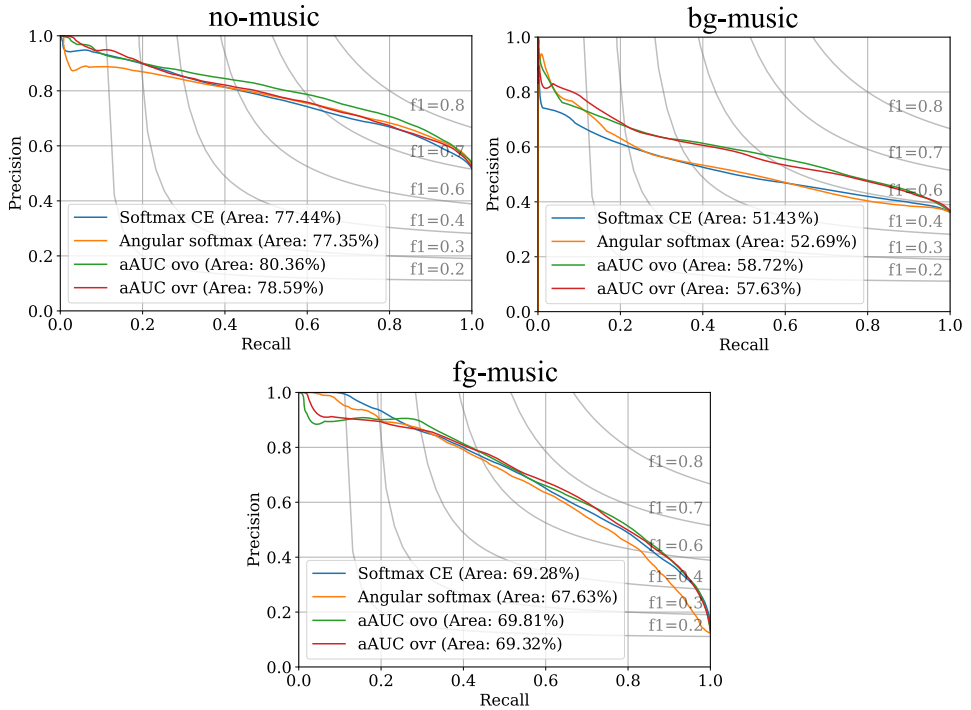 no-music
1.0
0.8
0.6
0.4
0.2
0.0
Precision
f1=0.8
f1=0.7
f1=0.6
f1=0.4
f1=0.3
f1=0.2
Softmax CE (Area: 77.44%)
Angular softmax (Area: 77.35%)
aAUC ovo (Area: 80.36%)
aAUC ovr (Area: 78.59%)
0.0 0.2 0.4 0.6 0.8 1.0
Recall
bg-music
1.0
0.8
0.6
0.4
0.2
0.0
Precision
f1=0.8
f1=0.7
f1=0.6
f1=0.4
f1=0.3
f1=0.2
Softmax CE (Area: 51.43%)
Angular softmax (Area: 52.69%)
aAUC ovo (Area: 58.72%)
aAUC ovr (Area: 57.63%)
0.0 0.2 0.4 0.6 0.8 1.0
Recall
fg-music
1.0
0.8
0.6
0.4
0.2
0.0
Precision
f1=0.8
f1=0.7
f1=0.6
f1=0.4
f1=0.3
f1=0.2
Softmax CE (Area: 69.28%)
Angular softmax (Area: 67.63%)
aAUC ovo (Area: 69.81%)
aAUC ovr (Area: 69.32%)
0.0 0.2 0.4 0.6 0.8 1.0
Recall